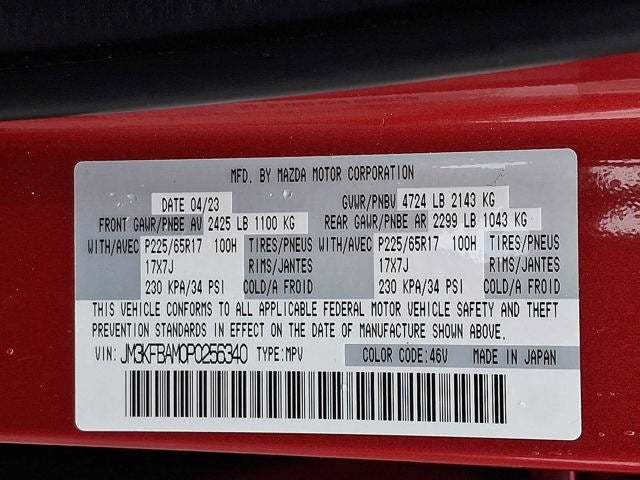 MFD. BY MAZDA MOTOR CORPORATION
DATE 04/23 GVWR/PNBV 4724 LB 2143 KG
FRONT GAWR/PNBE AV 2425 LB 1100 KG REAR GAWR/PNBE AR 2299 LB 1043 KG
WITH/AVEC P225/65R17 100H TIRES/PNEUS WITH/AVEC P225/65R17 100H TIRES/PNEUS
17X7J RIMS/JANTES 17X7J RIMS/JANTES
230 KPA/34 PSI COLD/A FROID 230 KPA/34 PSI COLD/A FROID
THIS VEHICLE CONFORMS TO ALL APPLICABLE FEDERAL MOTOR VEHICLE SAFETY AND THEFT
PREVENTION STANDARDS IN EFFECT ON THE DATE OF MANUFACTURE SHOWN ABOVE.
VIN: JM3KFBAM0P0256340 TYPE:MPV COLOR CODE:46V MADE IN JAPAN